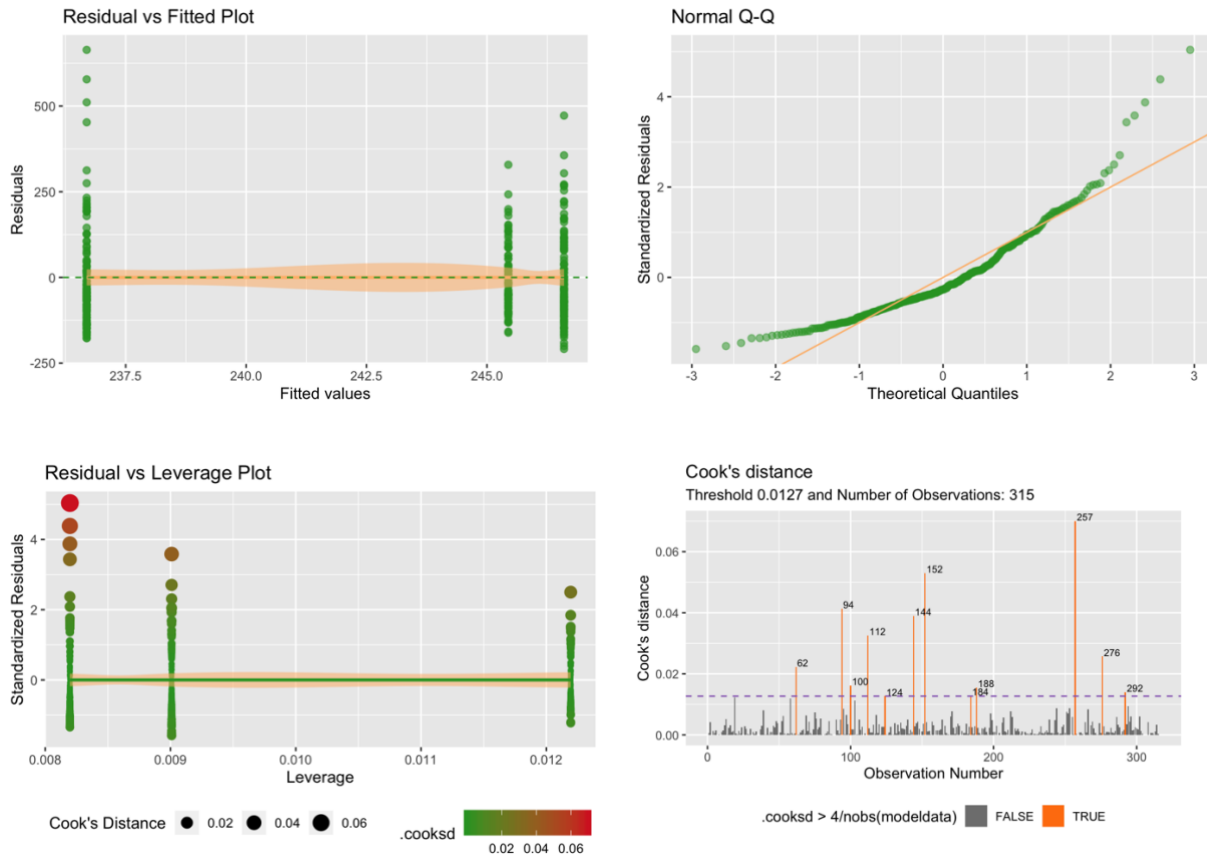 Residual vs Fitted Plot
500
250
0
-250
Residuals
237.5 240.0 242.5 245.0
Fitted values
Normal Q-Q
4
2
0
Standardized Residuals
-3 -2 -1 0 1 2 3
Theoretical Quantiles
Residual vs Leverage Plot
4
2
0
Standardized Residuals
0.008 0.009 0.010 0.011 0.012
Leverage
Cook's Distance 0.02 0.04 0.06
.cooksd
0.02 0.04 0.06
Cook's distance
Threshold 0.0127 and Number of Observations: 315
0.06
0.04
0.02
0.00
Cook's distance
257
152
94
144
112
276
62
100
188
184
124
292
0 100 200 300
Observation Number
.cooksd > 4/nobs(modeldata) FALSE TRUE